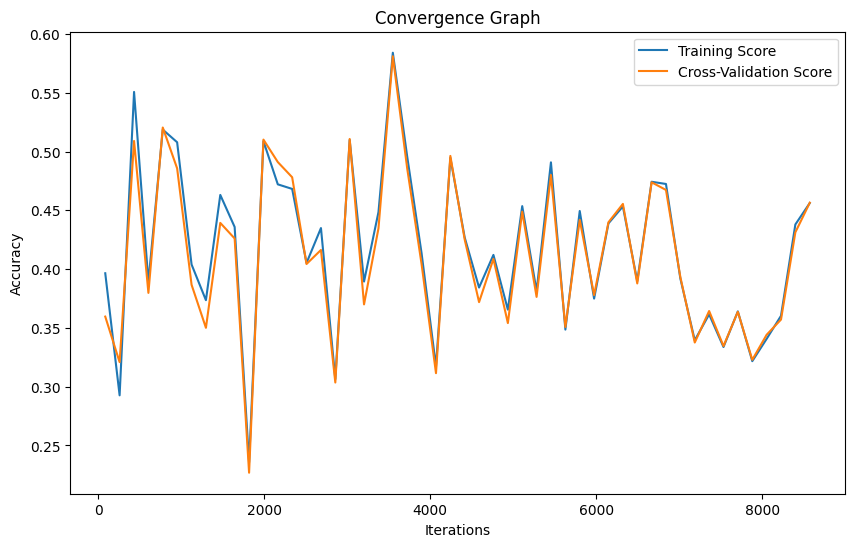 Convergence Graph
Training Score
Cross-Validation Score
Accuracy
0.60
0.55
0.50
0.45
0.40
0.35
0.30
0.25
0 2000 4000 6000 8000
Iterations